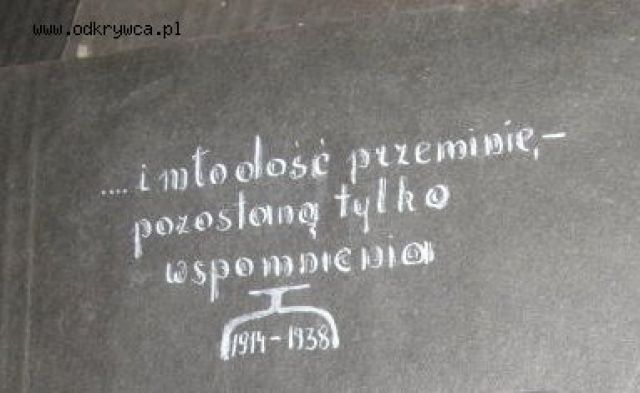 www.odkrywca.pl
.... i młodość przeminie,-
pozostaną tylko
wspomnienia
1914-1938